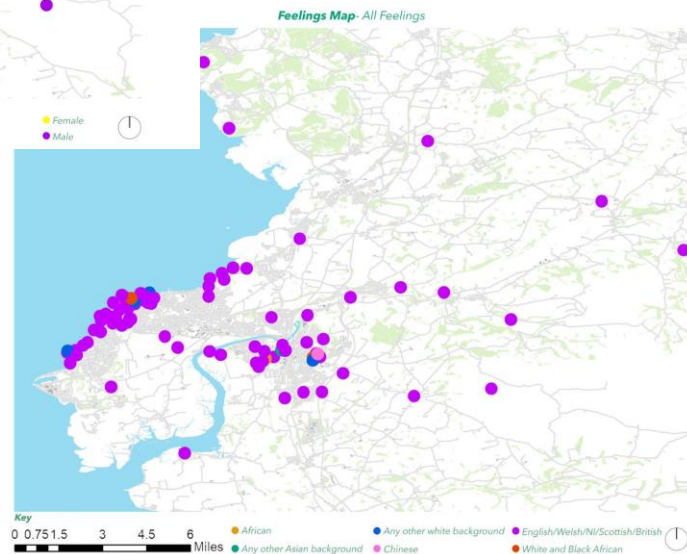 Feelings Map- All Feelings
Female
Male
Key
0 0.75 1.5 3 4.5 6 Miles
African
Any other white background
English/Welsh/NI/Scottish/British
Any other Asian background
Chinese
White and Black African